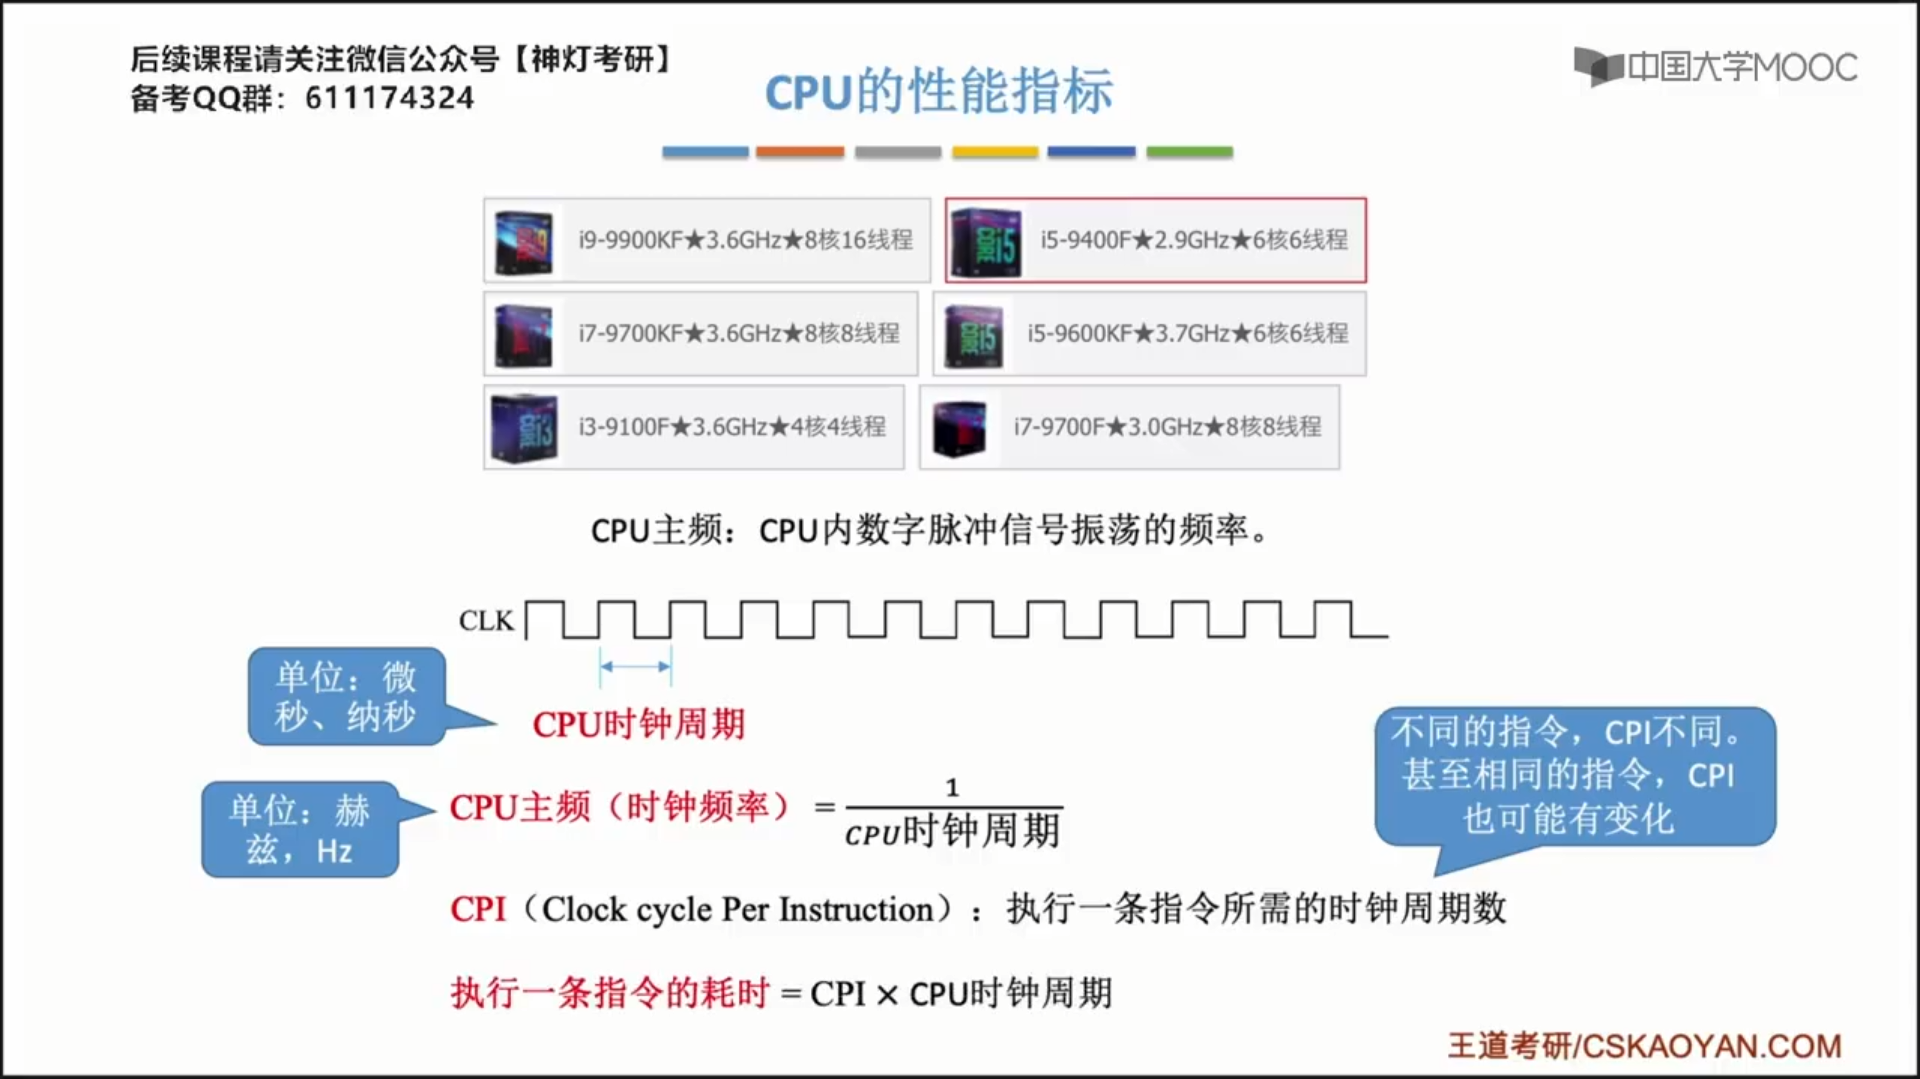 后续课程请关注微信公众号【神灯考研】
备考QQ群：611174324
中国大学MOOC
CPU的性能指标
i9-9900KF★3.6GHz★8核16线程
i5-9400F★2.9GHz★6核6线程
i7-9700KF★3.6GHz★8核8线程
i5-9600KF★3.7GHz★6核6线程
i3-9100F★3.6GHz★4核4线程
i7-9700F★3.0GHz★8核8线程
CPU主频：CPU内数字脉冲信号振荡的频率。
CLK
单位：微
秒、纳秒
CPU时钟周期
不同的指令，CPI不同。
甚至相同的指令，CPI
也可能有变化
单位：赫
兹，Hz
CPU主频（时钟频率）=
1
CPU时钟周期
CPI（Clock cycle Per Instruction）：执行一条指令所需的时钟周期数
执行一条指令的耗时 = CPI × CPU时钟周期
王道考研/CSKAOYAN.COM